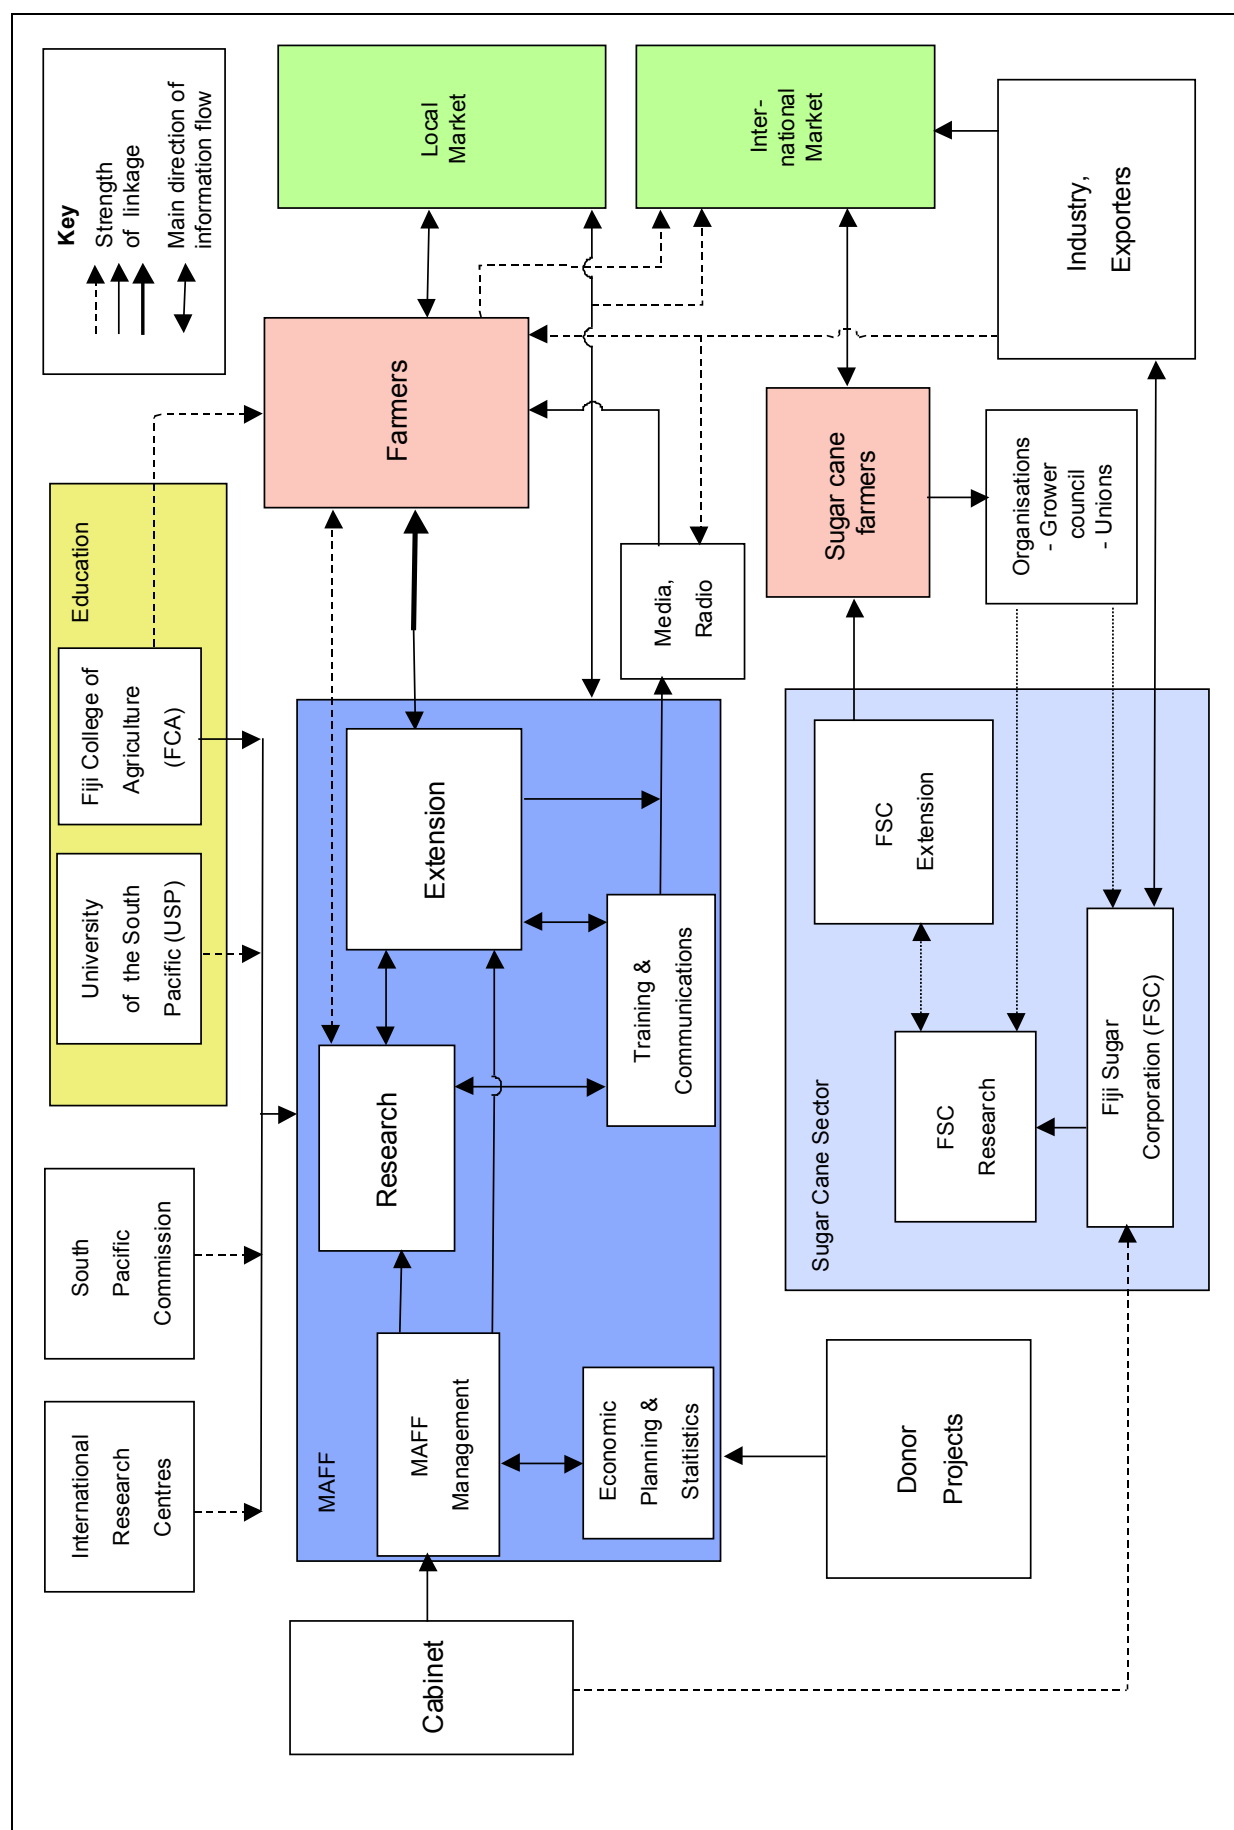 Key
Strength
of linkage
Main direction of
information flow
International
Research
Centres
South
Pacific
Commission
Education
University
of the South
Pacific (USP)
Fiji College of
Agriculture
(FCA)
Cabinet
MAFF
MAFF
Management
Economic
Planning &
Staitistics
Research
Extension
Training &
Communications
Media,
Radio
Farmers
Local
Market
Inter-
national
Market
Donor
Projects
Sugar Cane Sector
FSC
Research
FSC
Extension
Fiji Sugar
Corporation (FSC)
Sugar cane
farmers
Organisations
- Grower
council
- Unions
Industry,
Exporters